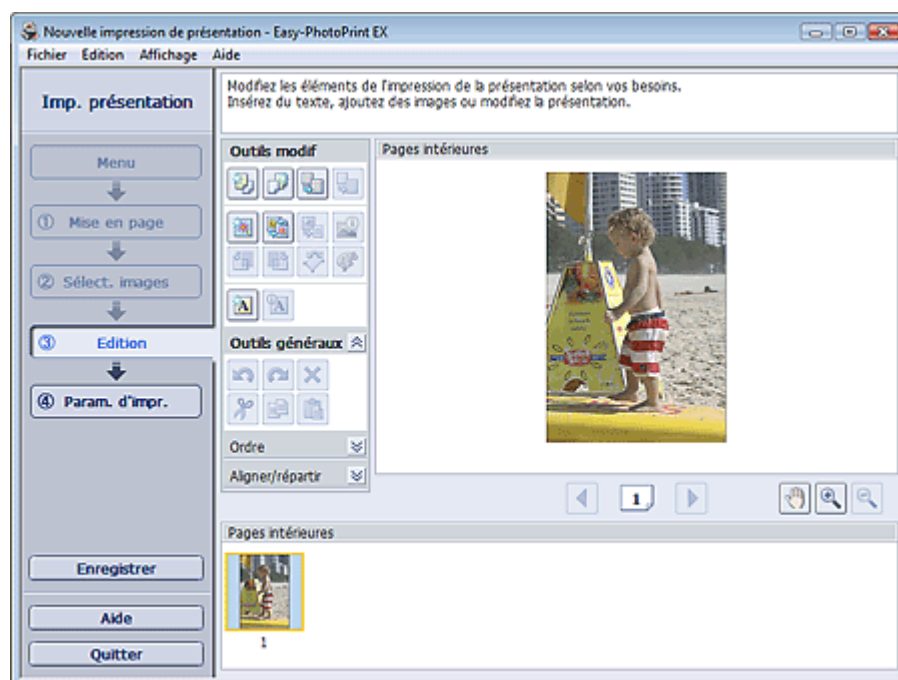 Nouvelle impression de présentation - Easy-PhotoPrint EX
Fichier Edition Affichage Aide
Imp. présentation
Modifiez les éléments de l'impression de la présentation selon vos besoins.
Insérez du texte, ajoutez des images ou modifiez la présentation.
Menu
① Mise en page
② Sélect. images
③ Edition
④ Param. d'impr.
Enregistrer
Aide
Quitter
Outils modif
A A
Outils généraux
Ordre
Aligner/répartir
Pages intérieures
1
Pages intérieures
1